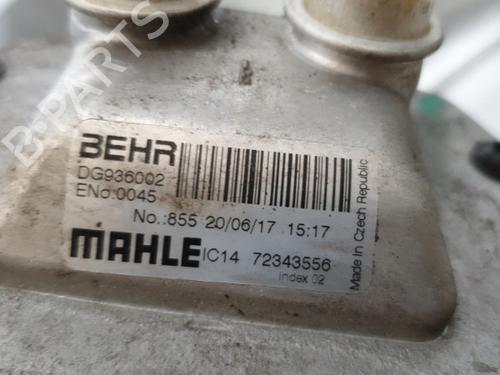 B-PARTS
BEHR
DG936002
ENo:0045
No.:855 20/06/17 15:17
MAHLE IC14 72343556
index 02
Made in Czech Republic